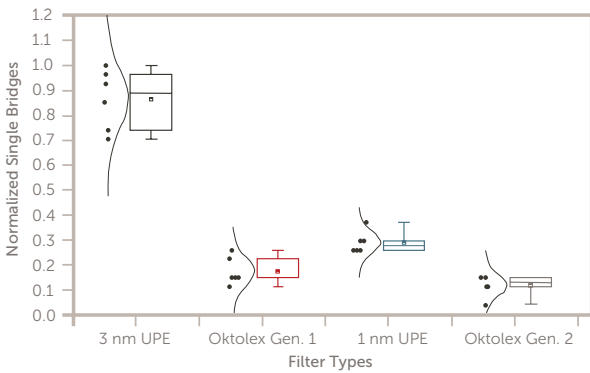 Normalized Single Bridges
1.2
1.1
1.0
0.9
0.8
0.7
0.6
0.5
0.4
0.3
0.2
0.1
0.0
3 nm UPE
Oktolex Gen. 1
1 nm UPE
Oktolex Gen. 2
Filter Types